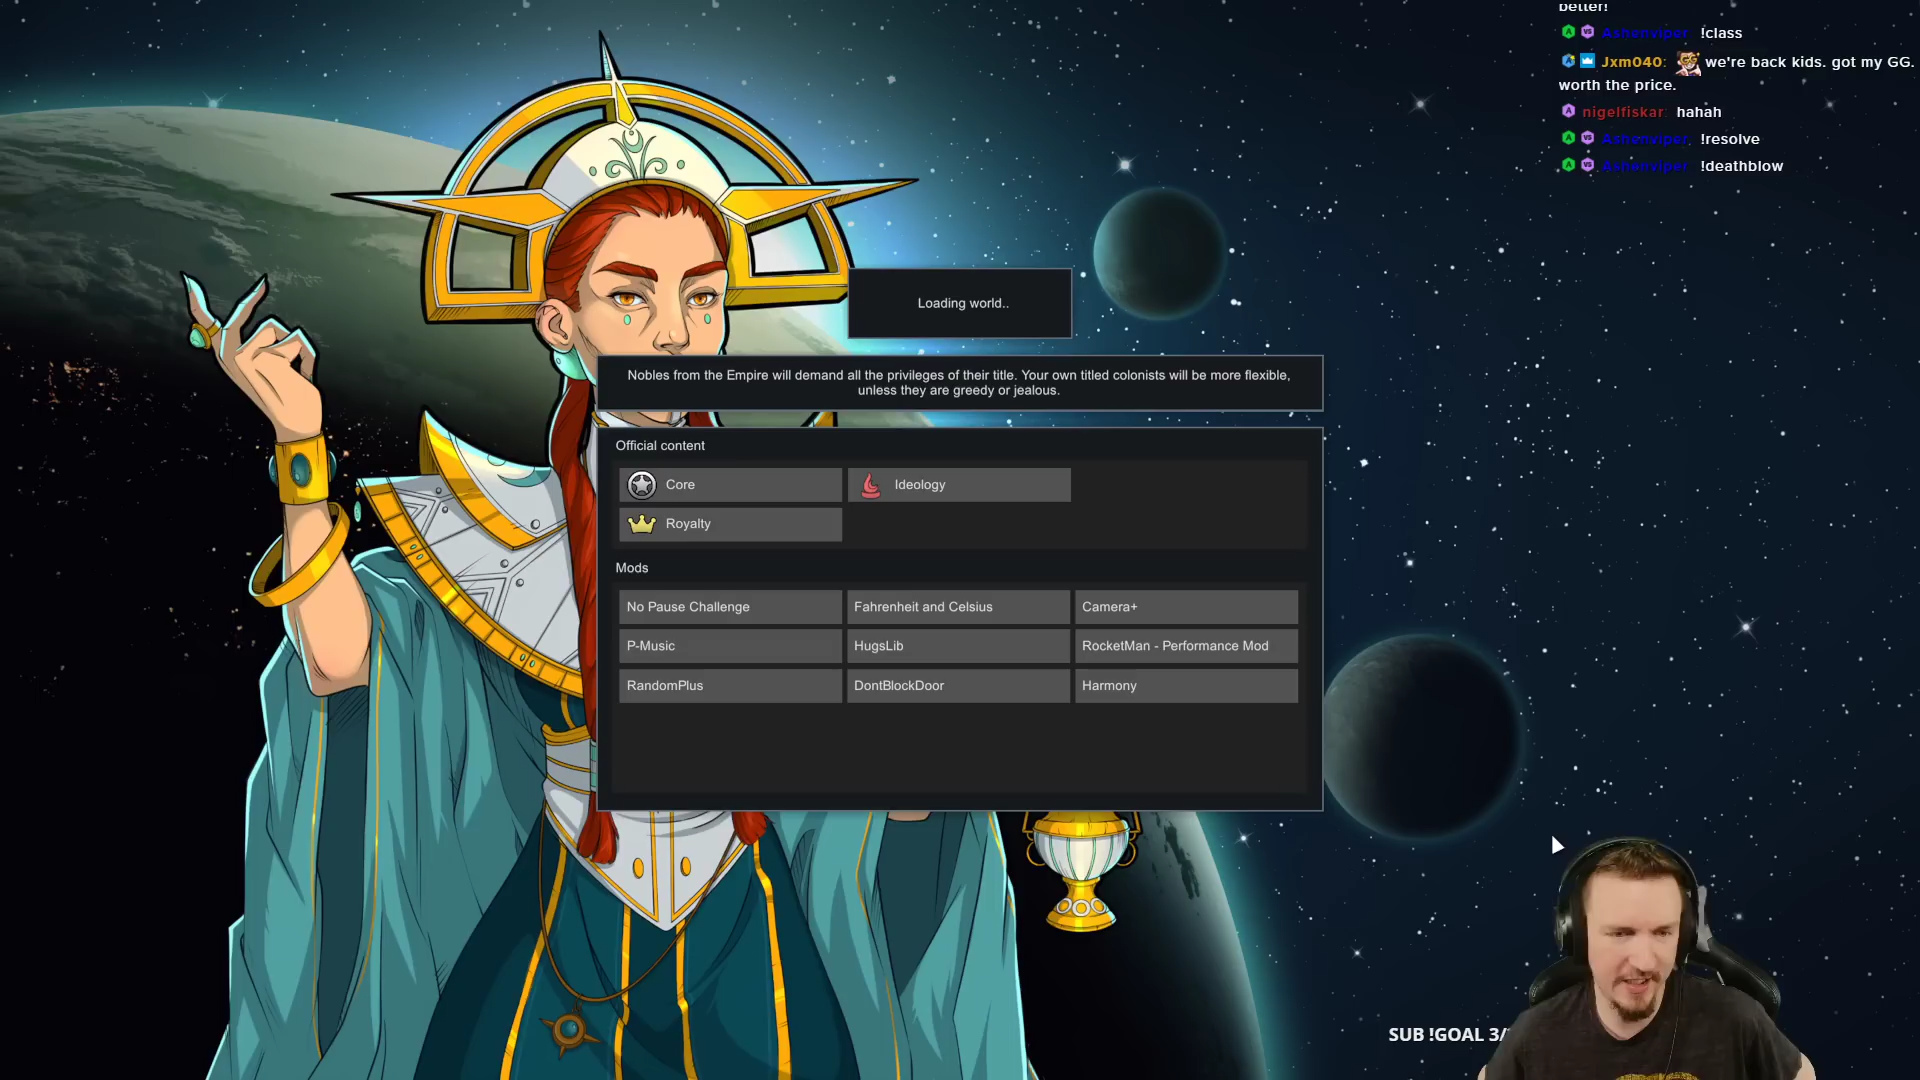 better!
Ashenviper !class
Jxm040: we're back kids. got my GG.
worth the price.
nigelfiskar: hahah
Ashenviper !resolve
Ashenviper !deathblow
Loading world..
Nobles from the Empire will demand all the privileges of their title. Your own titled colonists will be more flexible,
unless they are greedy or jealous.
Official content
Core
Ideology
Royalty
Mods
No Pause Challenge
Fahrenheit and Celsius
Camera+
P-Music
HugsLib
RocketMan - Performance Mod
RandomPlus
DontBlockDoor
Harmony
SUB !GOAL 3/